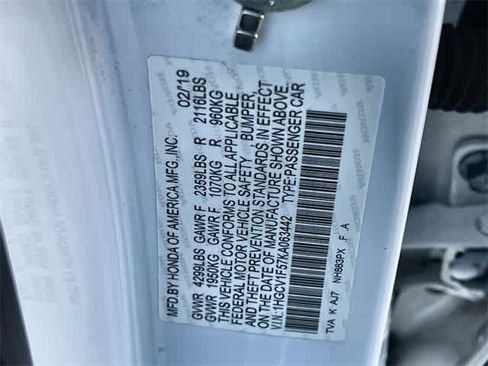 MFD.BY HONDA OF AMERICA MFG.,INC. 02/19
GVWR 4299LBS GAWR F 2359LBS R 2116LBS
GVWR 1950KG GAWR F 1070KG R 960KG
THIS VEHICLE CONFORMS TO ALL APPLICABLE
FEDERAL MOTOR VEHICLE SAFETY BUMPER,
AND THEFT PREVENTION STANDARDS IN EFFECT
ON THE DATE OF MANUFACTURE SHOWN ABOVE.
V.I.N.:1HGCV1F57KA063442 TYPE:PASSENGER CAR
TVA K AJ7 NH883PX F A